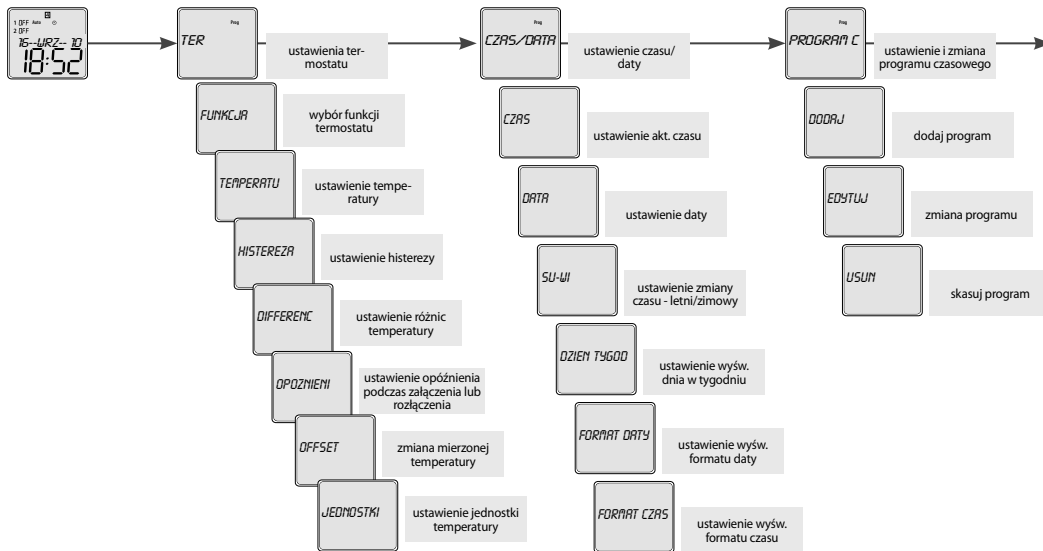 1 OFF Auto
2 OFF
16--WRZ-- 10
18:52
Prog
TER
ustawienia ter-
mostatu
FUNKCJA
wybór funkcji
termostatu
TEMPERATU
ustawienie tempe-
ratury
HISTEREZA
ustawienie histerezy
DIFFERENC
ustawienie różnic
temperatury
OPOZNIENI
ustawienie opóźnienia
podczas załączenia lub
rozłączenia
OFFSET
zmiana mierzonej
temperatury
JEDNOSTKI
ustawienie jednostki
temperatury
Prog
CZAS/DATA
ustawienie czasu/
daty
CZAS
ustawienie akt. czasu
DATA
ustawienie daty
SU-WI
ustawienie zmiany
czasu - letni/zimowy
DZIEN TYGOD
ustawienie wyśw.
dnia w tygodniu
FORMAT DATY
ustawienie wyśw.
formatu daty
FORMAT CZAS
ustawienie wyśw.
formatu czasu
Prog
PROGRAM C
ustawienie i zmiana
programu czasowego
DODAJ
dodaj program
EDYTUJ
zmiana programu
USUN
skasuj program